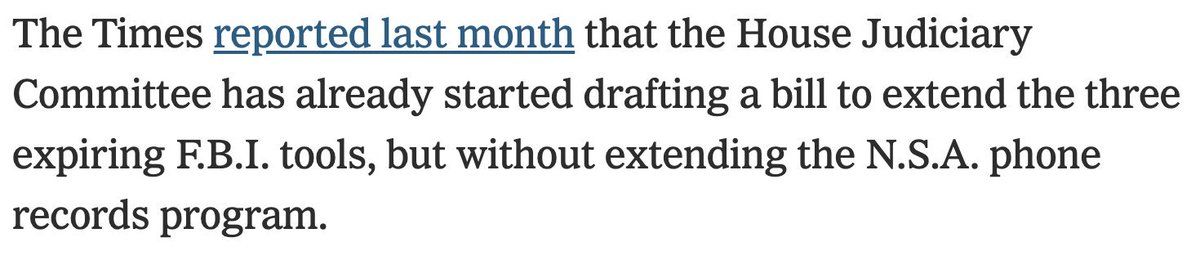 The Times reported last month that the House Judiciary
Committee has already started drafting a bill to extend the three
expiring F.B.I. tools, but without extending the N.S.A. phone
records program.